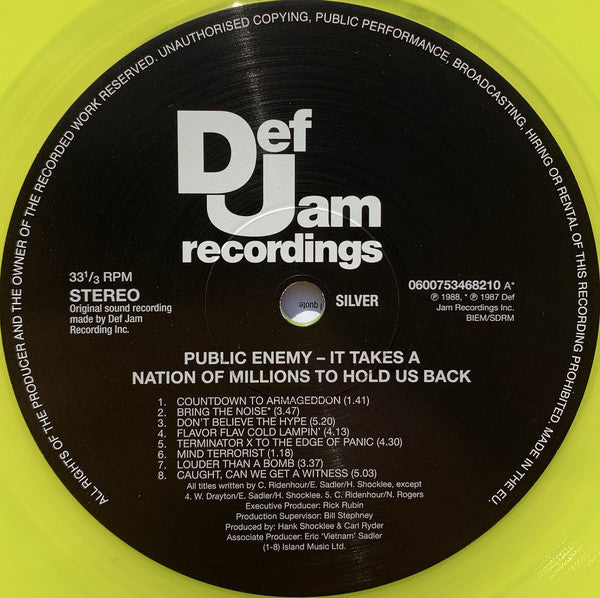 ALL RIGHTS OF THE PRODUCER AND THE OWNER OF THE RECORDED WORK RESERVED. UNAUTHORISED COPYING, PUBLIC PERFORMANCE, BROADCASTING, HIRING OR RENTAL OF THIS RECORDING PROHIBITED. MADE IN THE EU.
Def
Jam
recordings
33 1/3 RPM
STEREO
Original sound recording
made by Def Jam
Recording Inc.
quote
SILVER
0600753468210 A*
℗ 1988, * ℗ 1987 Def
Jam Recordings Inc.
BIEM/SDRM
PUBLIC ENEMY – IT TAKES A
NATION OF MILLIONS TO HOLD US BACK
1. COUNTDOWN TO ARMAGEDDON (1.41)
2. BRING THE NOISE* (3.47)
3. DON'T BELIEVE THE HYPE (5.20)
4. FLAVOR FLAV COLD LAMPIN' (4.13)
5. TERMINATOR X TO THE EDGE OF PANIC (4.30)
6. MIND TERRORIST (1.18)
7. LOUDER THAN A BOMB (3.37)
8. CAUGHT, CAN WE GET A WITNESS (5.03)
All titles written by C. Ridenhour/E. Sadler/H. Shocklee, except
4. W. Drayton/E. Sadler/H. Shocklee. 5. C. Ridenhour/N. Rogers
Executive Producer: Rick Rubin
Production Supervisor: Bill Stephney
Produced by: Hank Shocklee & Carl Ryder
Associate Producer: Eric 'Vietnam' Sadler
(1-8) Island Music Ltd.